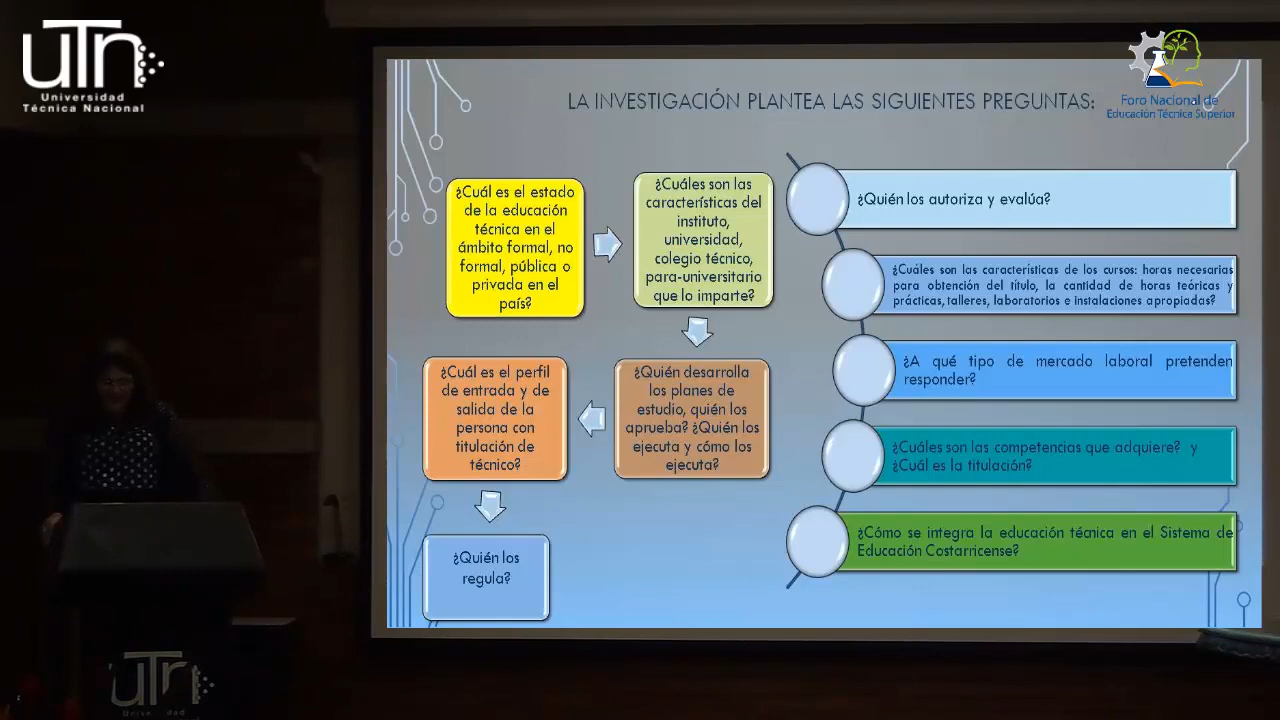 UTN
Universidad
Técnica Nacional
Foro Nacional de
Educación Técnica Superior
LA INVESTIGACIÓN PLANTEA LAS SIGUIENTES PREGUNTAS:
¿Cuál es el estado
de la educación
técnica en el
ámbito formal, no
formal, pública o
privada en el
país?
¿Cuáles son las
características del
instituto,
universidad,
colegio técnico,
para-universitario
que lo imparte?
¿Quién desarrolla
los planes de
estudio, quién los
aprueba? ¿Quién los
ejecuta y cómo los
ejecuta?
¿Cuál es el perfil
de entrada y de
salida de la
persona con
titulación de
técnico?
¿Quién los
regula?
¿Quién los autoriza y evalúa?
¿Cuáles son las características de los cursos: horas necesarias
para obtención del título, la cantidad de horas teóricas y
prácticas, talleres, laboratorios e instalaciones apropiadas?
¿A qué tipo de mercado laboral pretenden
responder?
¿Cuáles son las competencias que adquiere? y
¿Cuál es la titulación?
¿Cómo se integra la educación técnica en el Sistema de
Educación Costarricense?
UTN